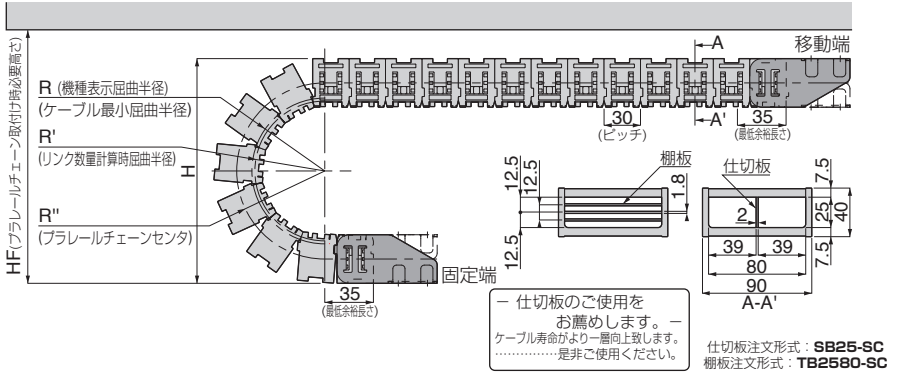 HF(プラレールチェーン取付け時必要高さ)
H
R (機種表示屈曲半径)
(ケーブル最小屈曲半径)
R'
(リンク数量計算時屈曲半径)
R''
(プラレールチェーンセンタ)
A
移動端
30
(ピッチ)
A'
35
(最低余裕長さ)
固定端
35
(最低余裕長さ)
12.5
12.5
12.5
棚板
1.8
仕切板
2
39
39
80
90
A-A'
7.5
25
40
7.5
― 仕切板のご使用を
お薦めします。―
ケーブル寿命がより一層向上致します。
……………是非ご使用ください。
仕切板注文形式：SB25-SC
棚板注文形式：TB2580-SC